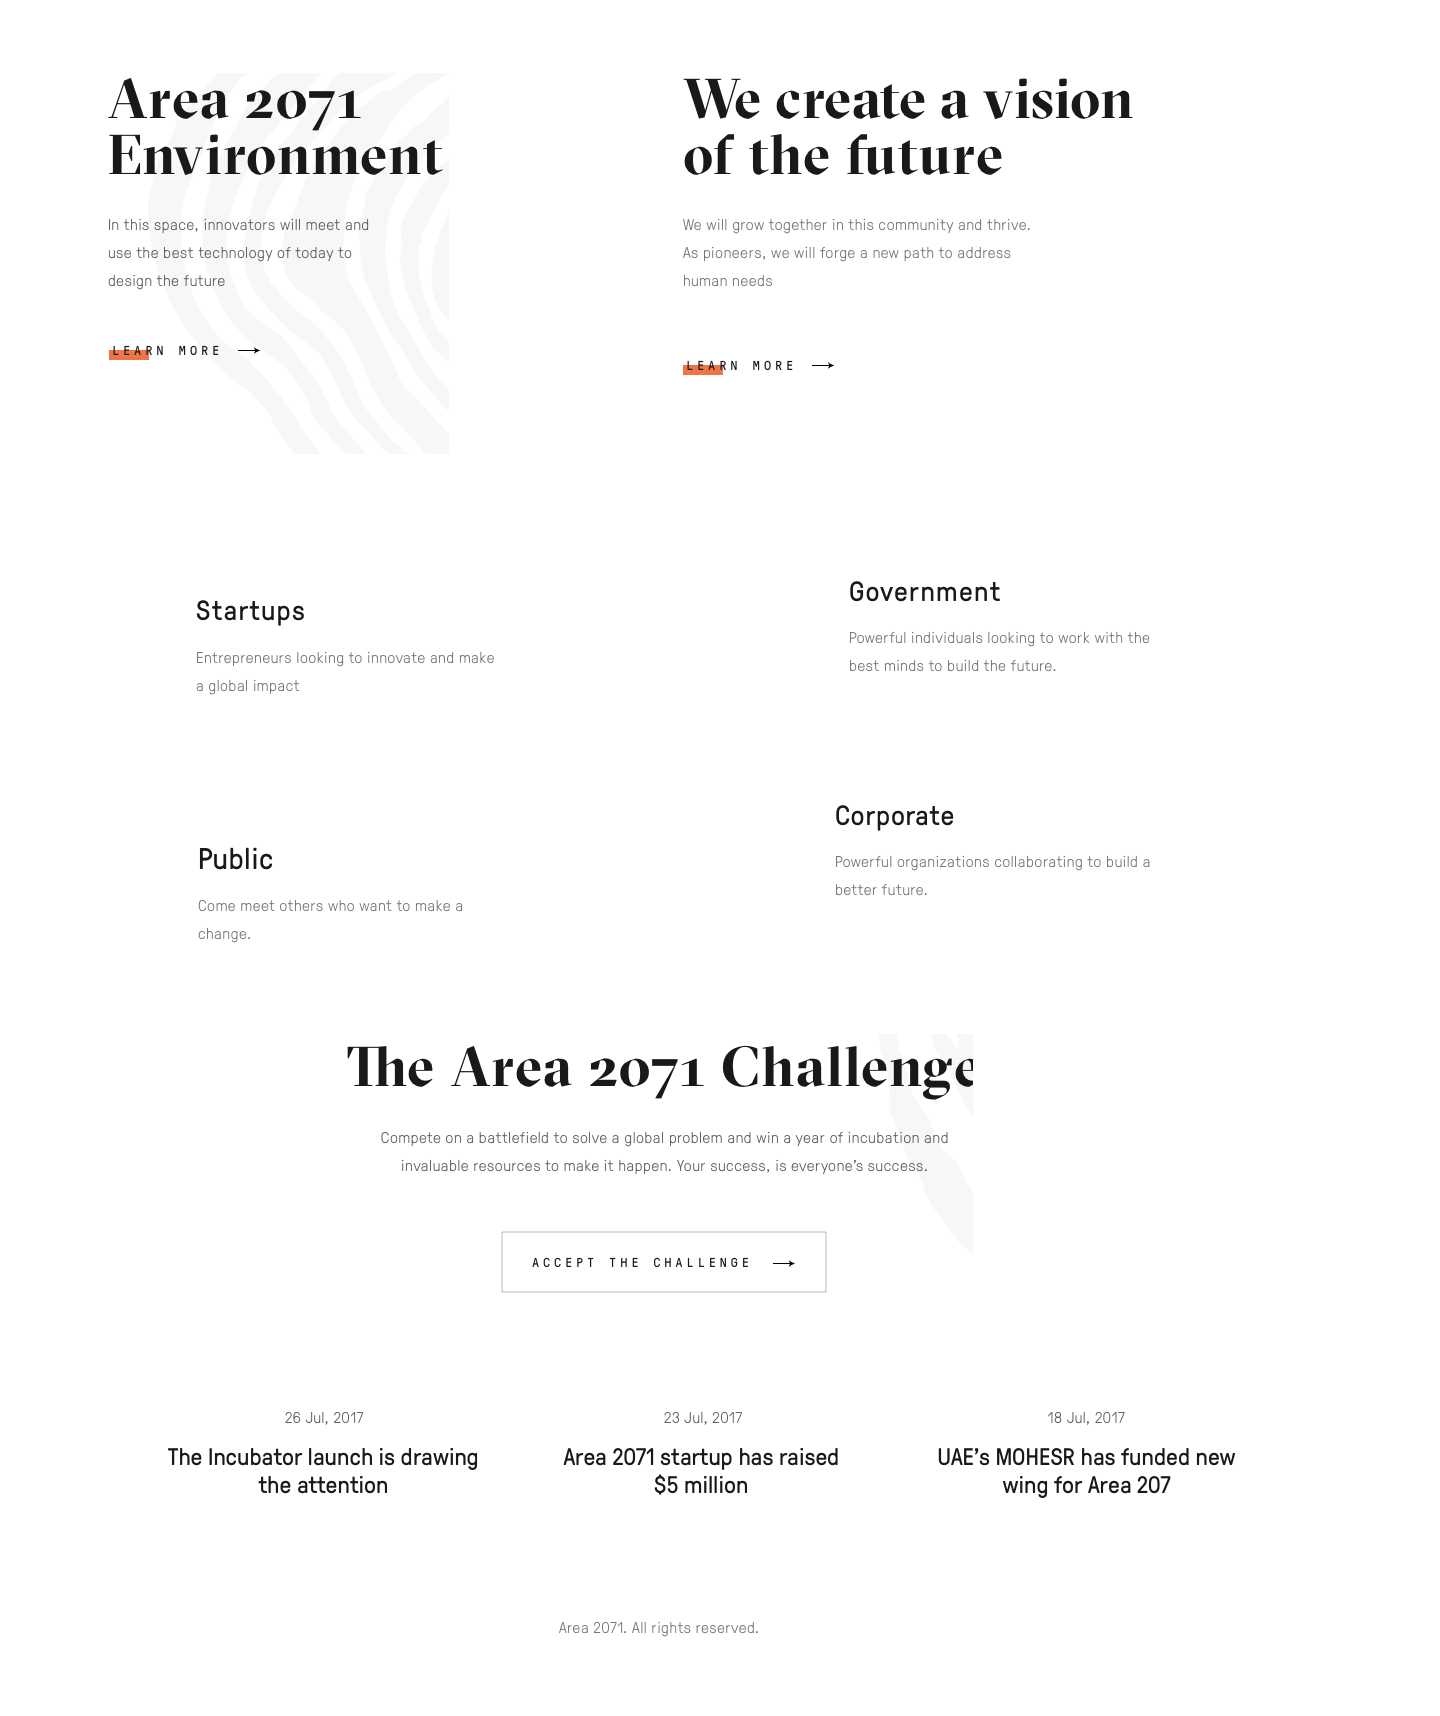 Area 2071
Environment
In this space, innovators will meet and
use the best technology of today to
design the future
LEARN MORE
We create a vision
of the future
We will grow together in this community and thrive.
As pioneers, we will forge a new path to address
human needs
LEARN MORE
Startups
Entrepreneurs looking to innovate and make
a global impact
Government
Powerful individuals looking to work with the
best minds to build the future.
Public
Come meet others who want to make a
change.
Corporate
Powerful organizations collaborating to build a
better future.
The Area 2071 Challenge
Compete on a battlefield to solve a global problem and win a year of incubation and
invaluable resources to make it happen. Your success, is everyone's success.
ACCEPT THE CHALLENGE
26 Jul, 2017
The Incubator launch is drawing
the attention
23 Jul, 2017
Area 2071 startup has raised
$5 million
18 Jul, 2017
UAE's MOHESR has funded new
wing for Area 207
Area 2071. All rights reserved.